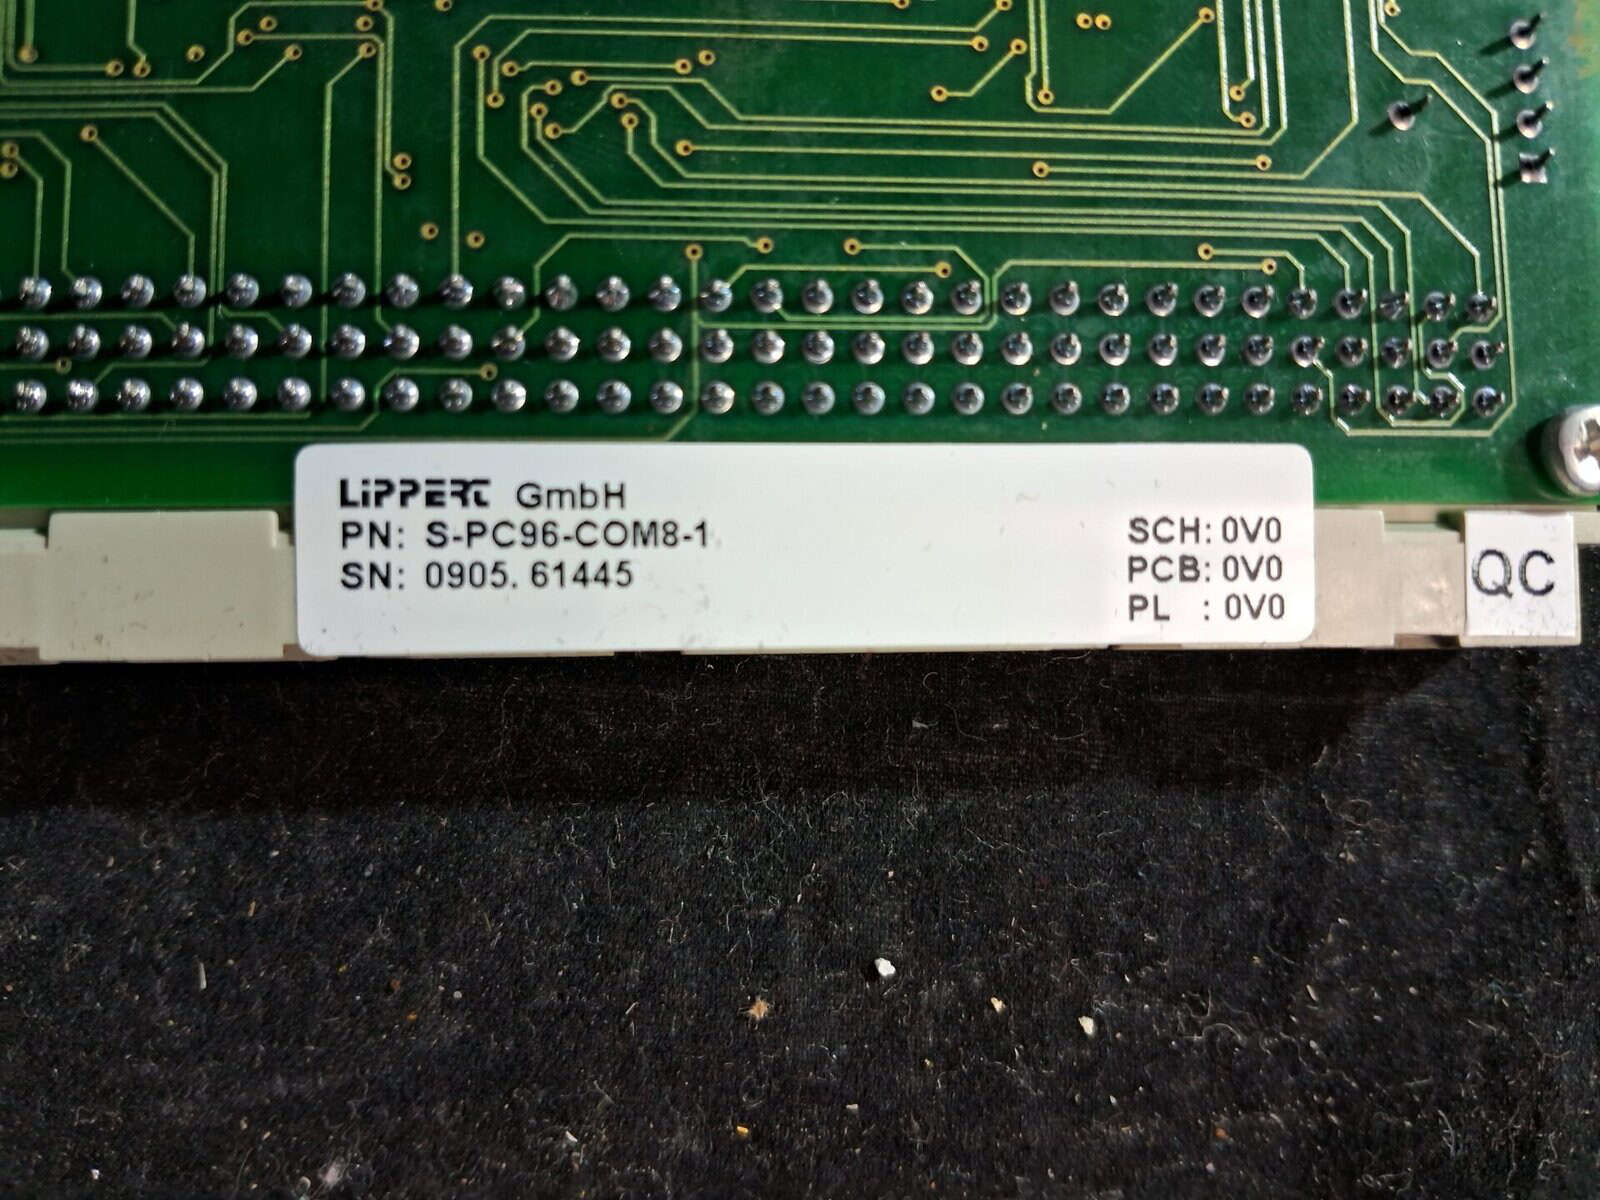 LiPPERT GmbH
PN: S-PC96-COM8-1
SN: 0905. 61445
SCH: 0V0
PCB: 0V0
PL : 0V0
QC